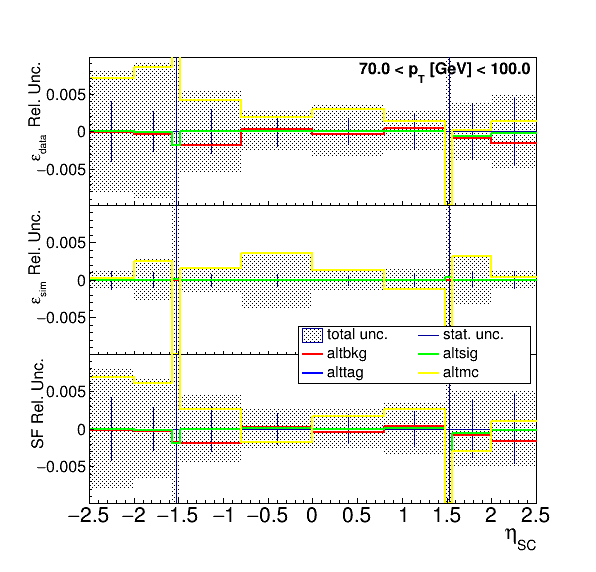 70.0 < p_T [GeV] < 100.0
ε_data Rel. Unc.
0.005
0
−0.005
ε_sim Rel. Unc.
0.005
0
−0.005
total unc. stat. unc.
altbkg altsig
alttag altmc
SF Rel. Unc.
0.005
0
−0.005
−2.5 −2 −1.5 −1 −0.5 0 0.5 1 1.5 2 2.5
η_SC